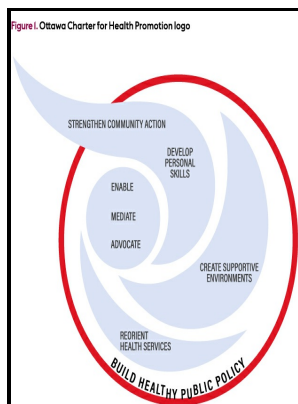 Figure I. Ottawa Charter for Health Promotion logo
STRENGTHEN COMMUNITY ACTION
DEVELOP
PERSONAL
SKILLS
ENABLE
MEDIATE
ADVOCATE
CREATE SUPPORTIVE
ENVIRONMENTS
REORIENT
HEALTH SERVICES
BUILD HEALTHY PUBLIC POLICY